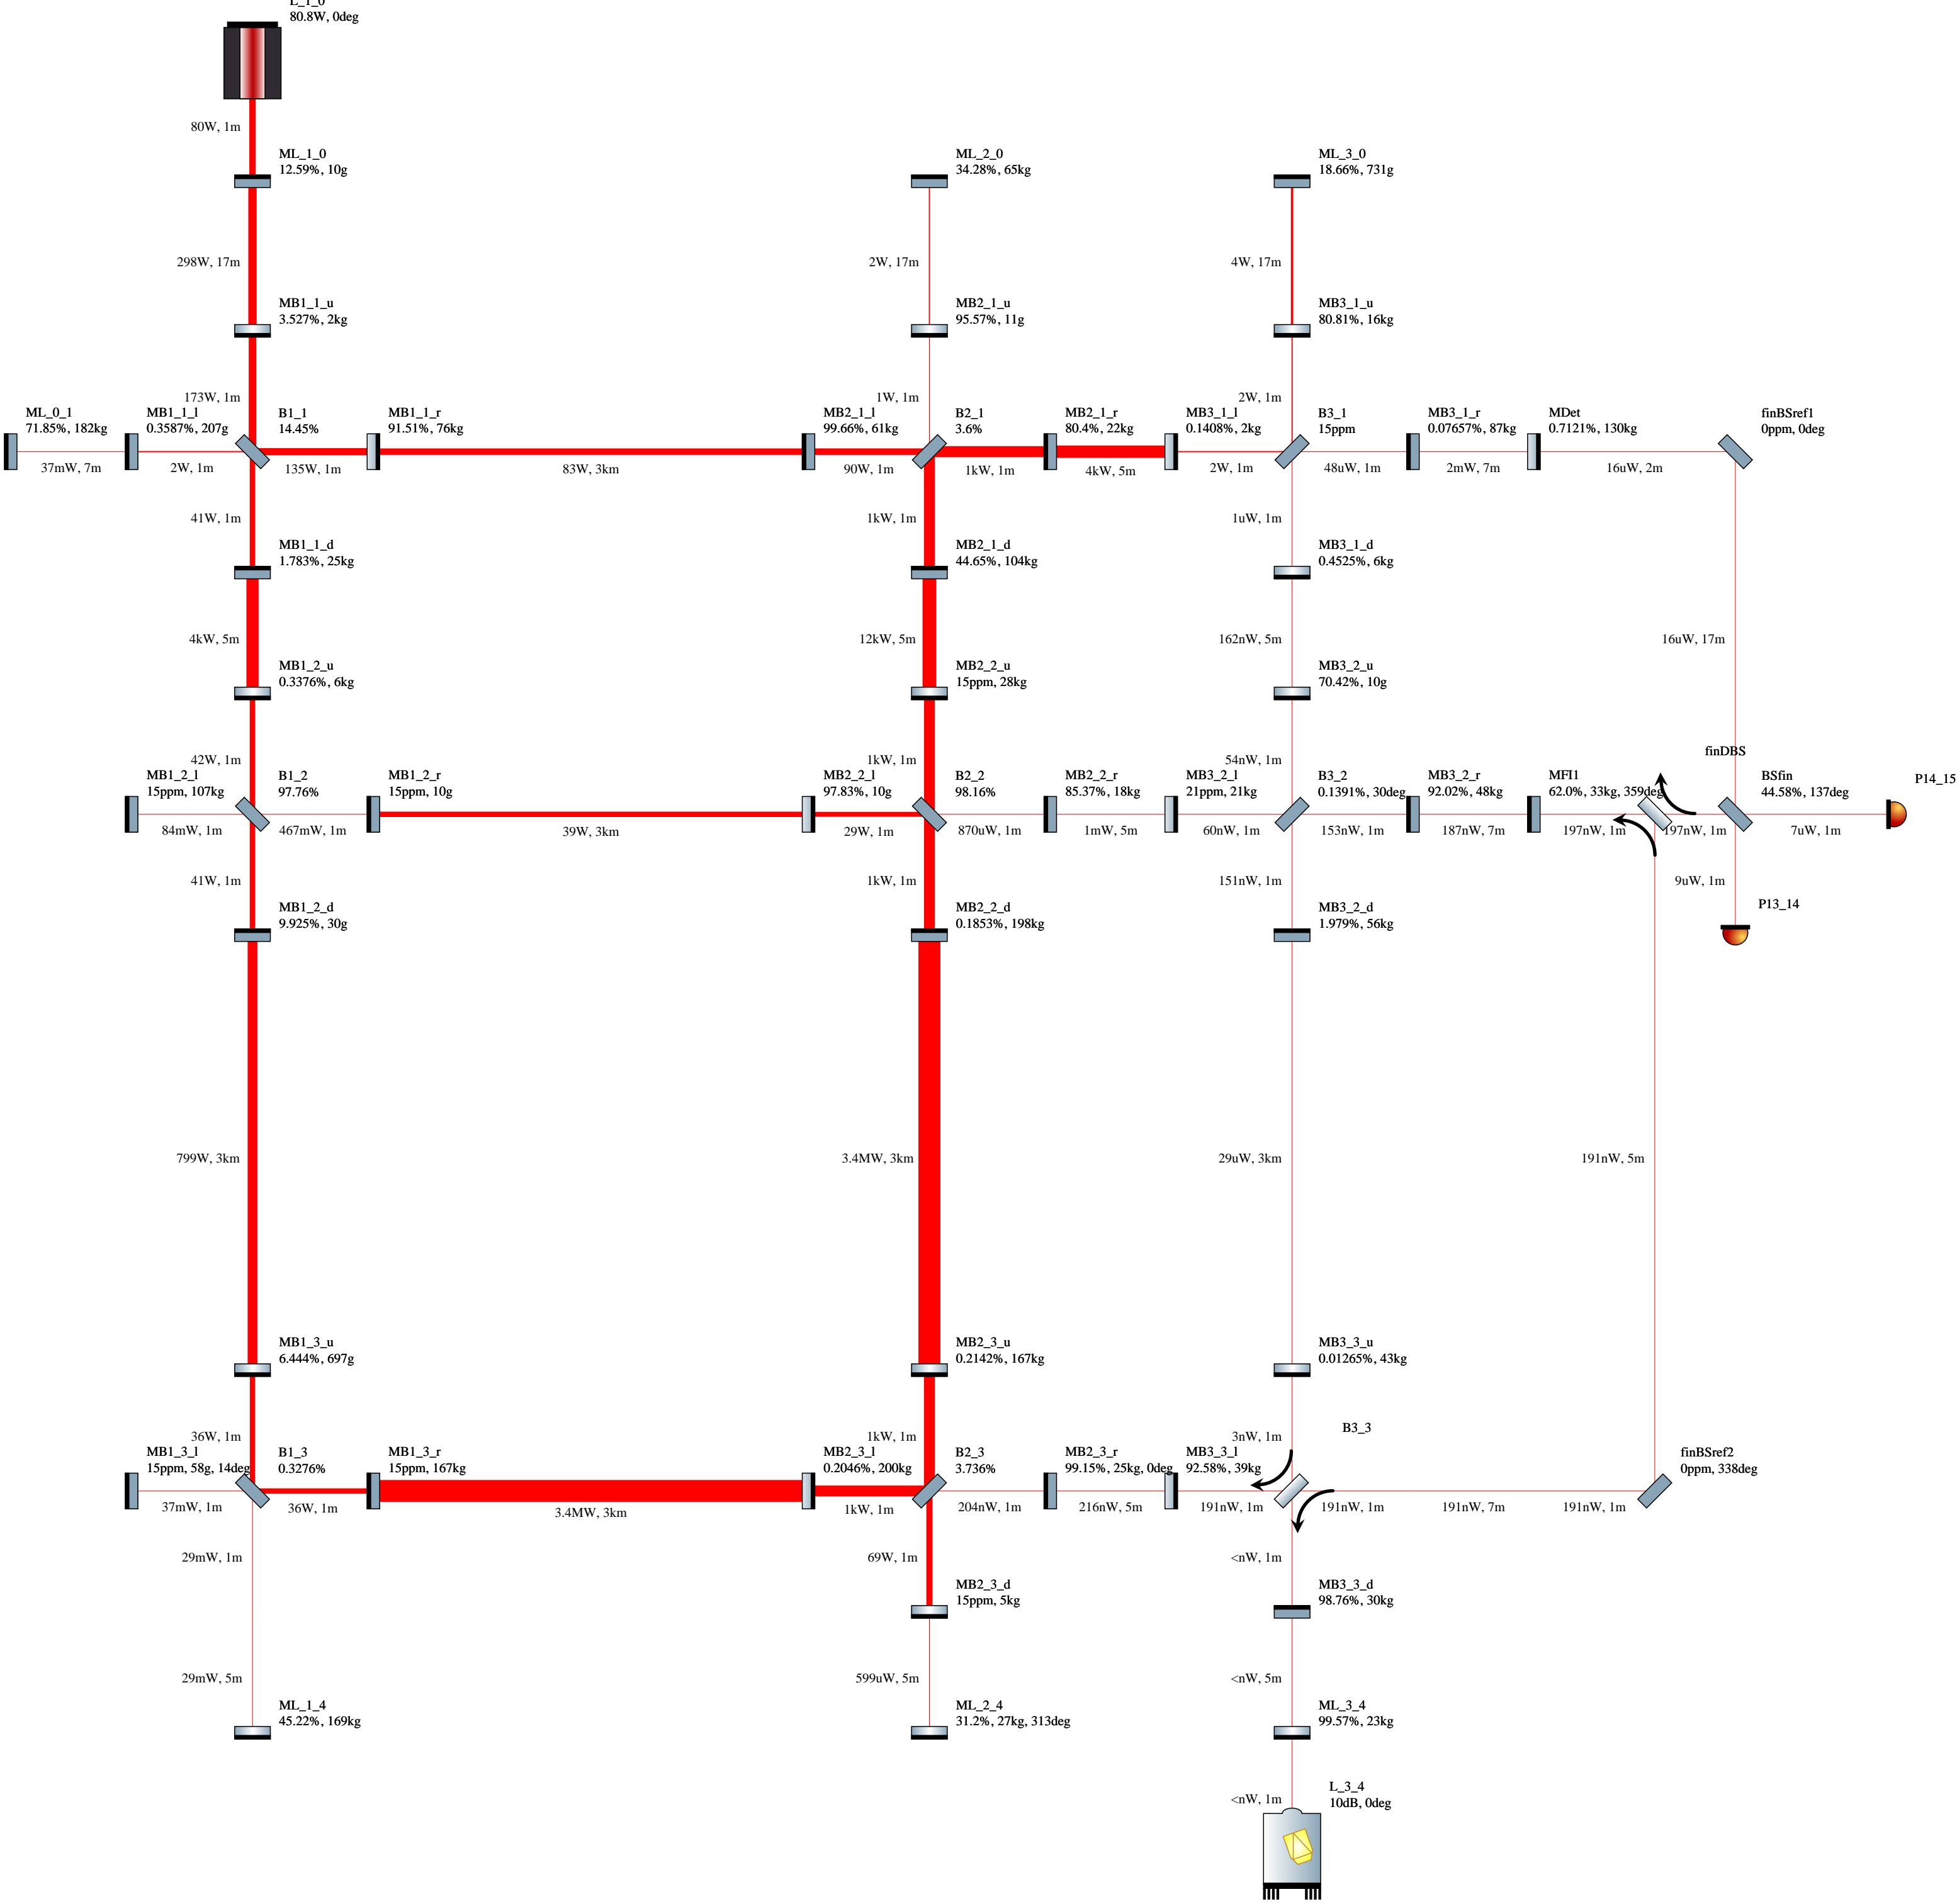 L_1_0
80.8W, 0deg
80W, 1m
ML_1_0
12.59%, 10g
ML_2_0
34.28%, 65kg
ML_3_0
18.66%, 731g
298W, 17m
2W, 17m
4W, 17m
MB1_1_u
3.527%, 2kg
MB2_1_u
95.57%, 11g
MB3_1_u
80.81%, 16kg
173W, 1m
1W, 1m
2W, 1m
ML_0_1
71.85%, 182kg
MB1_1_l
0.3587%, 207g
B1_1
14.45%
MB1_1_r
91.51%, 76kg
MB2_1_l
99.66%, 61kg
B2_1
3.6%
MB2_1_r
80.4%, 22kg
MB3_1_l
0.1408%, 2kg
B3_1
15ppm
MB3_1_r
0.07657%, 87kg
MDet
0.7121%, 130kg
finBSref1
0ppm, 0deg
37mW, 7m
2W, 1m
135W, 1m
83W, 3km
90W, 1m
1kW, 1m
4kW, 5m
2W, 1m
48uW, 1m
2mW, 7m
16uW, 2m
41W, 1m
1kW, 1m
1uW, 1m
MB1_1_d
1.783%, 25kg
MB2_1_d
44.65%, 104kg
MB3_1_d
0.4525%, 6kg
4kW, 5m
12kW, 5m
162nW, 5m
16uW, 17m
MB1_2_u
0.3376%, 6kg
MB2_2_u
15ppm, 28kg
MB3_2_u
70.42%, 10g
42W, 1m
1kW, 1m
54nW, 1m
finDBS
MB1_2_l
15ppm, 107kg
B1_2
97.76%
MB1_2_r
15ppm, 10g
MB2_2_l
97.83%, 10g
B2_2
98.16%
MB2_2_r
85.37%, 18kg
MB3_2_l
21ppm, 21kg
B3_2
0.1391%, 30deg
MB3_2_r
92.02%, 48kg
MFI1
62.0%, 33kg, 359deg
BSfin
44.58%, 137deg
P14_15
84mW, 1m
467mW, 1m
39W, 3km
29W, 1m
870uW, 1m
1mW, 5m
60nW, 1m
153nW, 1m
187nW, 7m
197nW, 1m
197nW, 1m
7uW, 1m
41W, 1m
1kW, 1m
151nW, 1m
9uW, 1m
MB1_2_d
9.925%, 30g
MB2_2_d
0.1853%, 198kg
MB3_2_d
1.979%, 56kg
P13_14
799W, 3km
3.4MW, 3km
29uW, 3km
191nW, 5m
MB1_3_u
6.444%, 697g
MB2_3_u
0.2142%, 167kg
MB3_3_u
0.01265%, 43kg
36W, 1m
1kW, 1m
3nW, 1m
B3_3
MB1_3_l
15ppm, 58g, 14deg
B1_3
0.3276%
MB1_3_r
15ppm, 167kg
MB2_3_l
0.2046%, 200kg
B2_3
3.736%
MB2_3_r
99.15%, 25kg, 0deg
MB3_3_l
92.58%, 39kg
finBSref2
0ppm, 338deg
37mW, 1m
36W, 1m
3.4MW, 3km
1kW, 1m
204nW, 1m
216nW, 5m
191nW, 1m
191nW, 1m
191nW, 7m
191nW, 1m
29mW, 1m
69W, 1m
<nW, 1m
MB2_3_d
15ppm, 5kg
MB3_3_d
98.76%, 30kg
29mW, 5m
599uW, 5m
<nW, 5m
ML_1_4
45.22%, 169kg
ML_2_4
31.2%, 27kg, 313deg
ML_3_4
99.57%, 23kg
<nW, 1m
L_3_4
10dB, 0deg